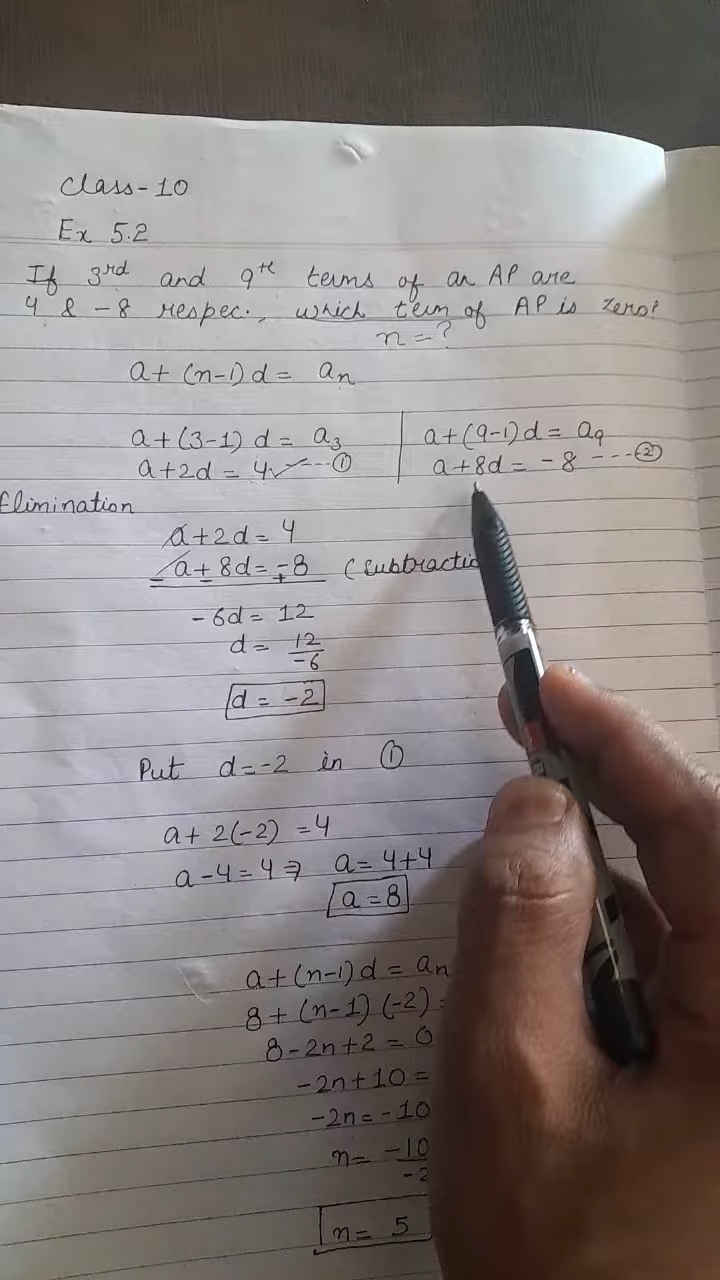 Class-10
Ex 5.2
If 3rd and 9th terms of an AP are
4 & -8 respec., which term of AP is zero?
n=?
a+(n-1)d = an
a+(3-1)d = a3
a+2d = 4 ---①
a+(9-1)d = a9
a+8d = -8 ---②
Elimination
a+2d = 4
a+8d = -8 (subtractio
- - +
-6d = 12
d = 12/-6
d = -2
Put d=-2 in ①
a+2(-2) = 4
a-4=4 ⇒ a=4+4
a=8
a+(n-1)d = an
8+(n-1)(-2)
8-2n+2 = 0
-2n+10 =
-2n=-10
n= -10/-2
n= 5